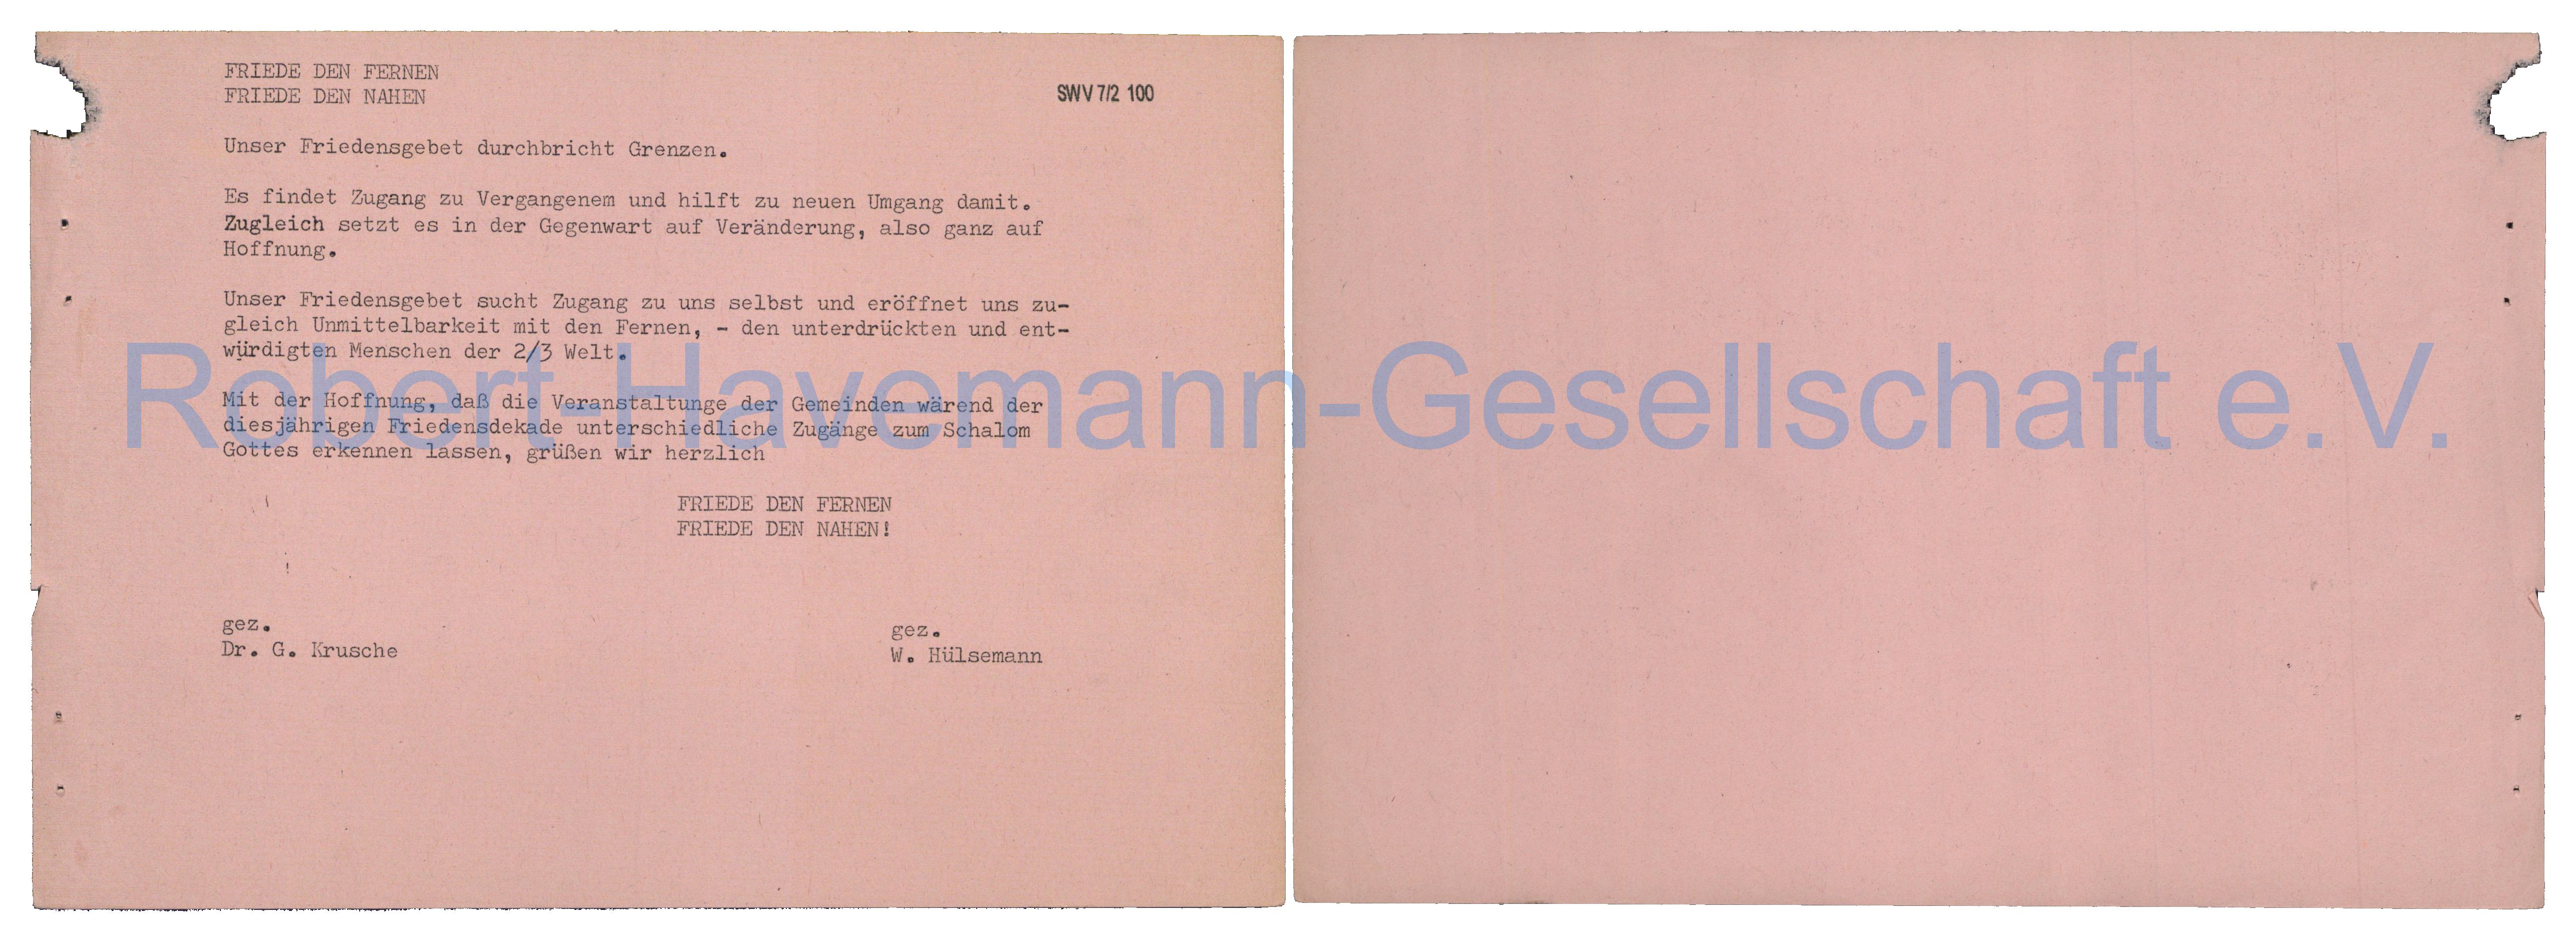 FRIEDE DEN FERNEN
FRIEDE DEN NAHEN
SWV 7/2 100
Unser Friedensgebet durchbricht Grenzen.
Es findet Zugang zu Vergangenem und hilft zu neuen Umgang damit.
Zugleich setzt es in der Gegenwart auf Veränderung, also ganz auf
Hoffnung.
Unser Friedensgebet sucht Zugang zu uns selbst und eröffnet uns zu-
gleich Unmittelbarkeit mit den Fernen, - den unterdrückten und ent-
würdigten Menschen der 2/3 Welt.
Mit der Hoffnung, daß die Veranstaltunge der Gemeinden wärend der
diesjährigen Friedensdekade unterschiedliche Zugänge zum Schalom
Gottes erkennen lassen, grüßen wir herzlich
FRIEDE DEN FERNEN
FRIEDE DEN NAHEN!
gez.
Dr. G. Krusche
gez.
W. Hülsemann
Robert-Havemann-Gesellschaft e.V.